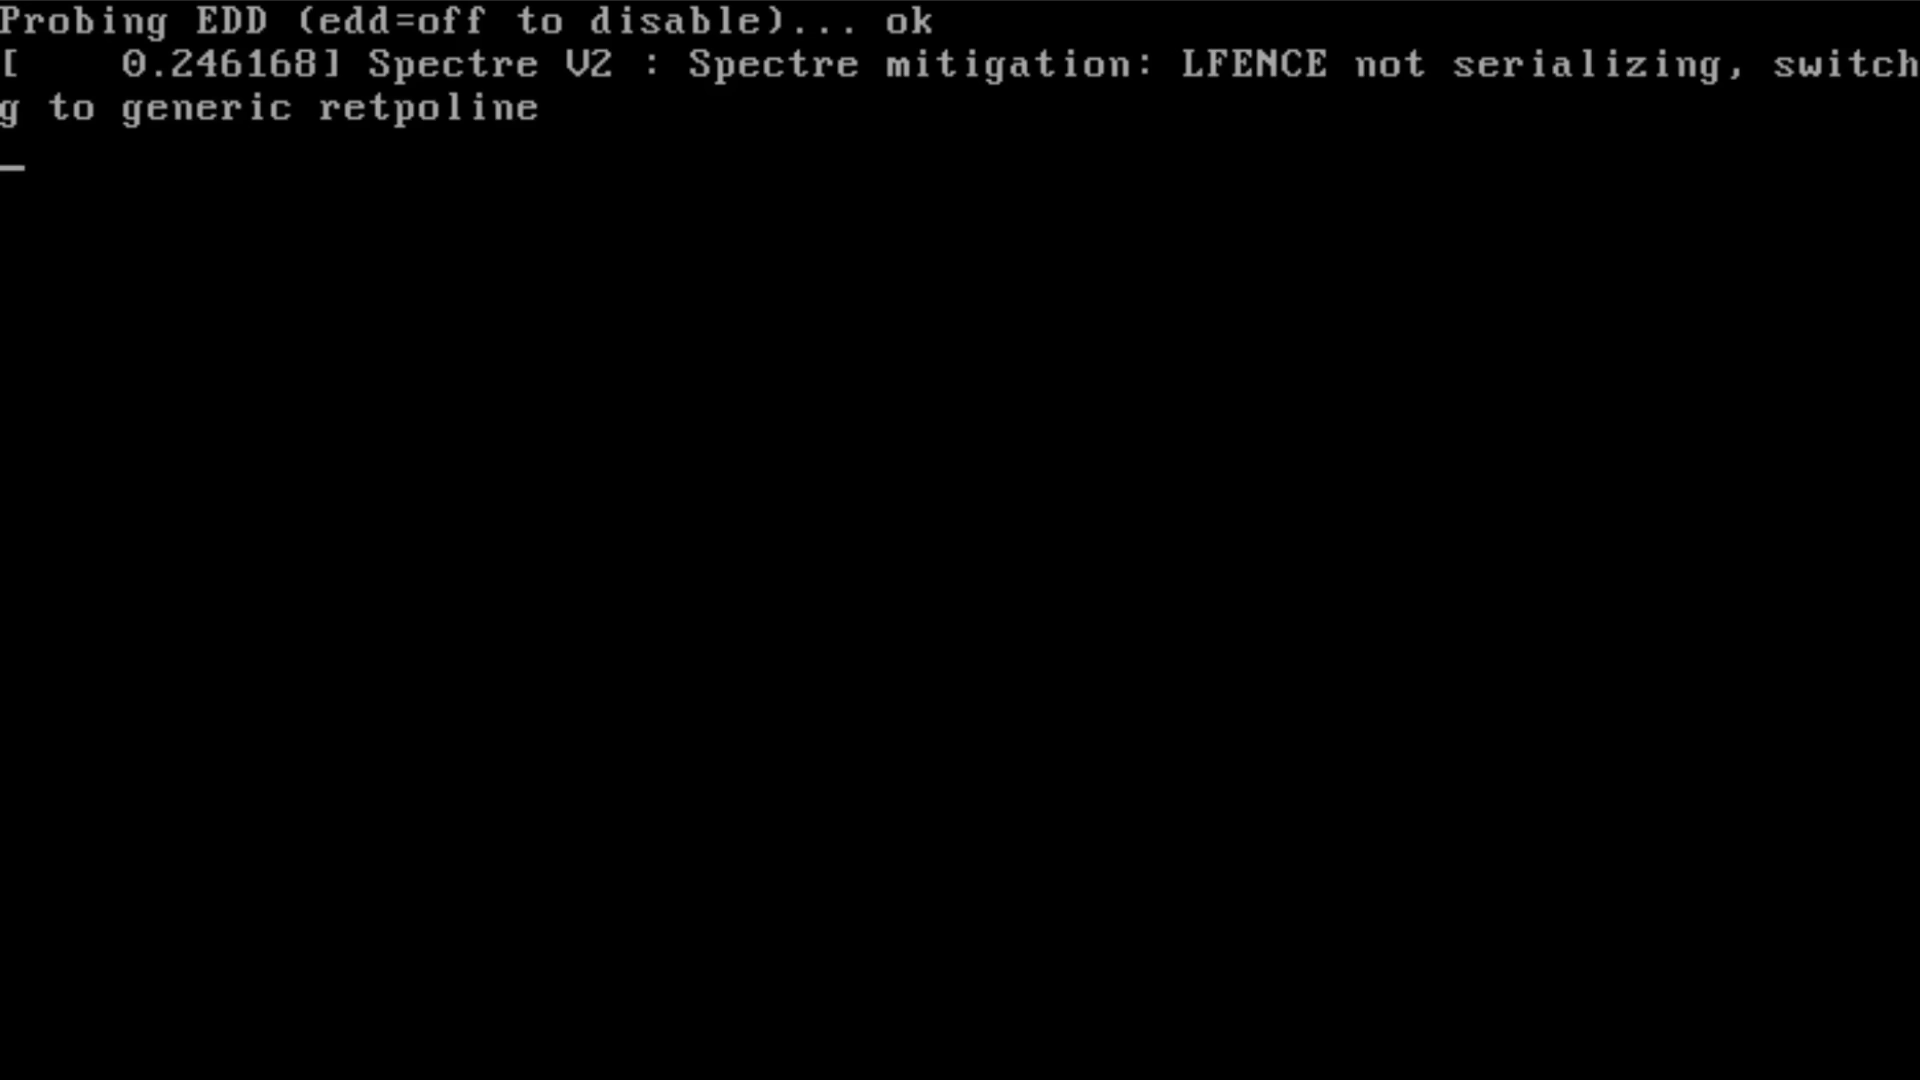 Probing EDD (edd=off to disable)... ok
[    0.246168] Spectre V2 : Spectre mitigation: LFENCE not serializing, switch
g to generic retpoline
_